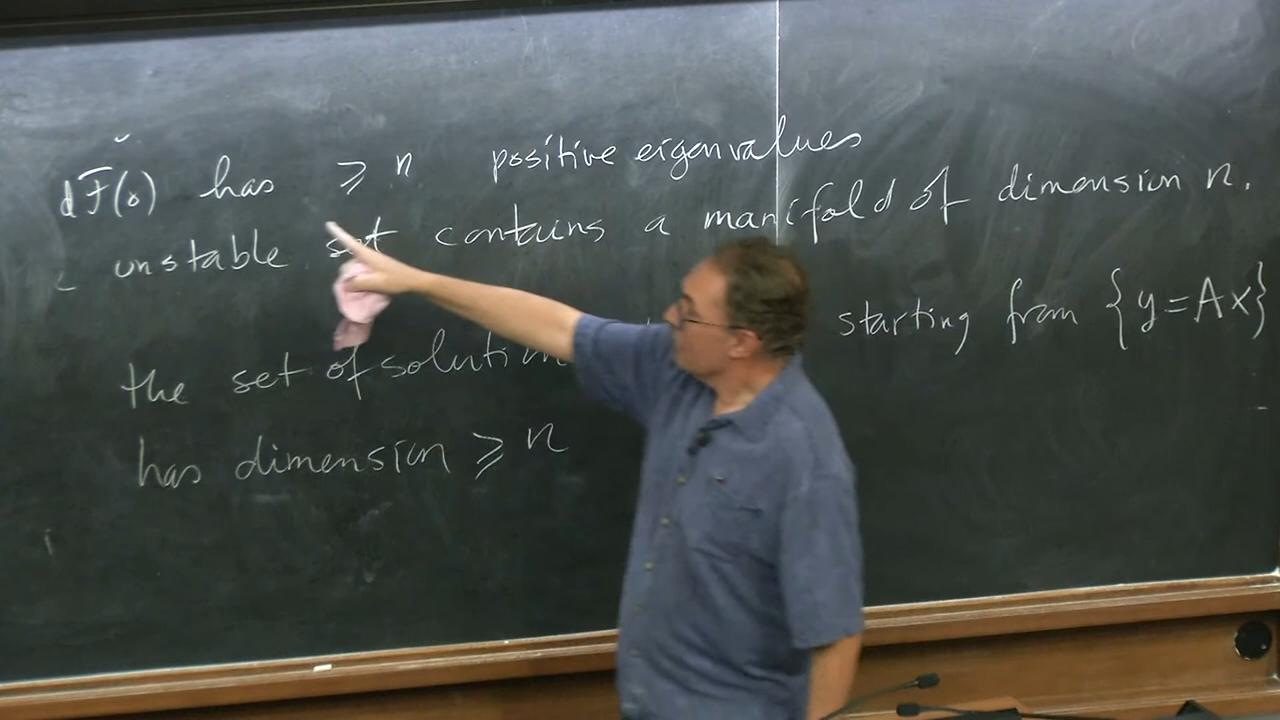 dF̌(0) has ⩾ n positive eigenvalues
unstable set contains a manifold of dimension n.
the set of solution starting from {y=Ax}
has dimension ⩾ n